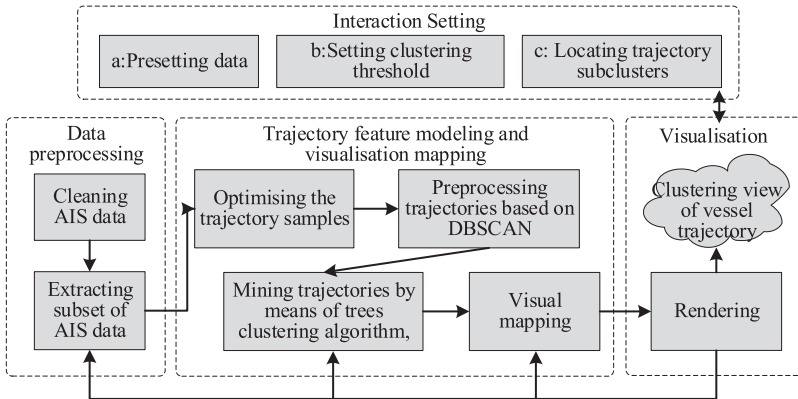 Interaction Setting
a:Presetting data
b:Setting clustering
threshold
c: Locating trajectory
subclusters
Data
preprocessing
Cleaning
AIS data
Extracting
subset of
AIS data
Trajectory feature modeling and
visualisation mapping
Optimising the
trajectory samples
Preprocessing
trajectories based on
DBSCAN
Mining trajectories by
means of trees
clustering algorithm,
Visual
mapping
Visualisation
Clustering view
of vessel
trajectory
Rendering